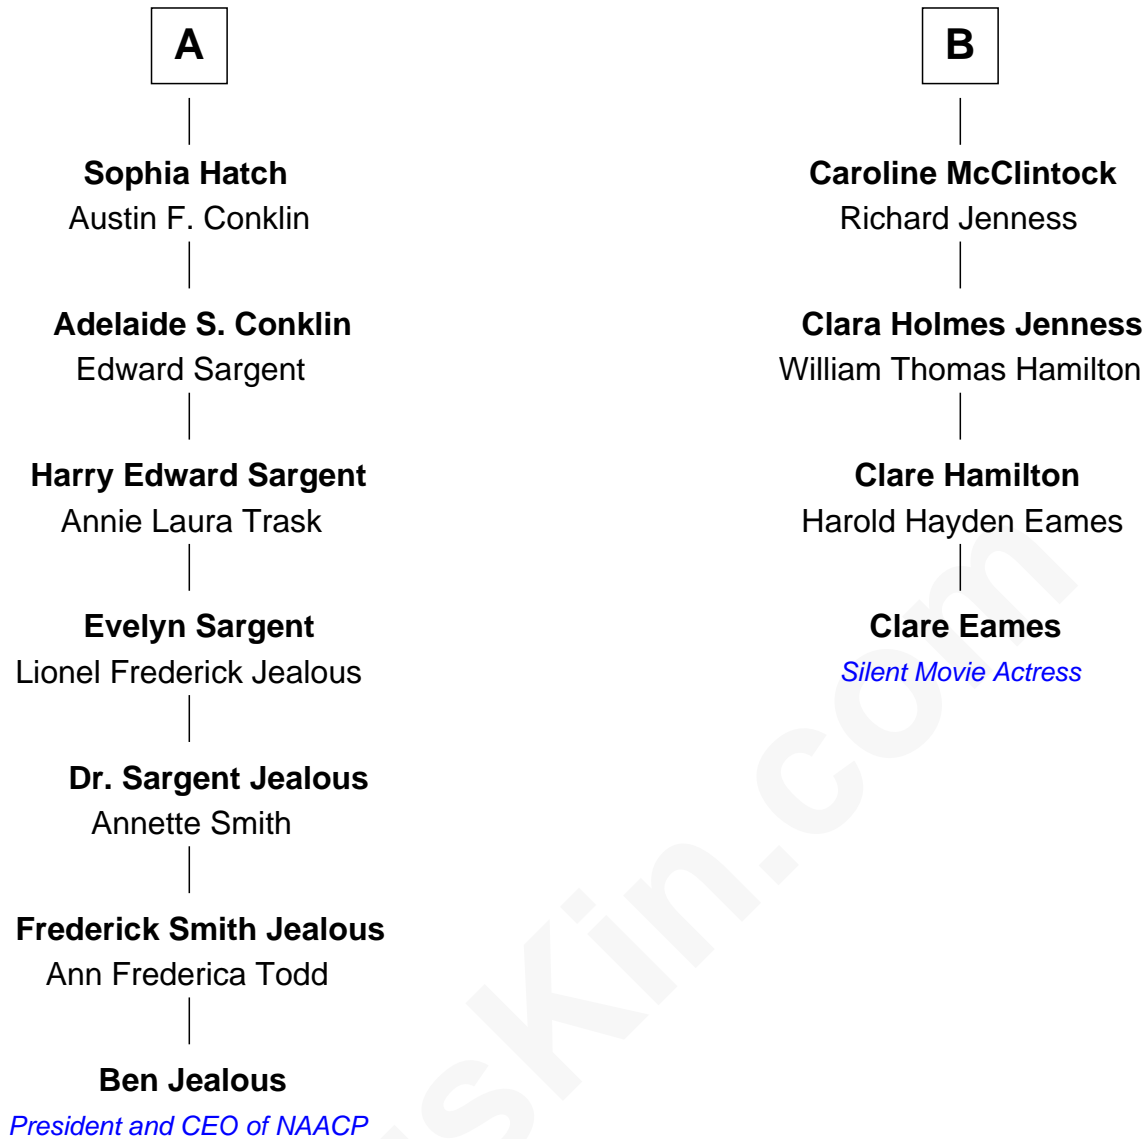 A
Sophia Hatch
Austin F. Conklin
Adelaide S. Conklin
Edward Sargent
Harry Edward Sargent
Annie Laura Trask
Evelyn Sargent
Lionel Frederick Jealous
Dr. Sargent Jealous
Annette Smith
Frederick Smith Jealous
Ann Frederica Todd
Ben Jealous
President and CEO of NAACP
B
Caroline McClintock
Richard Jenness
Clara Holmes Jenness
William Thomas Hamilton
Clare Hamilton
Harold Hayden Eames
Clare Eames
Silent Movie Actress
usKin.com